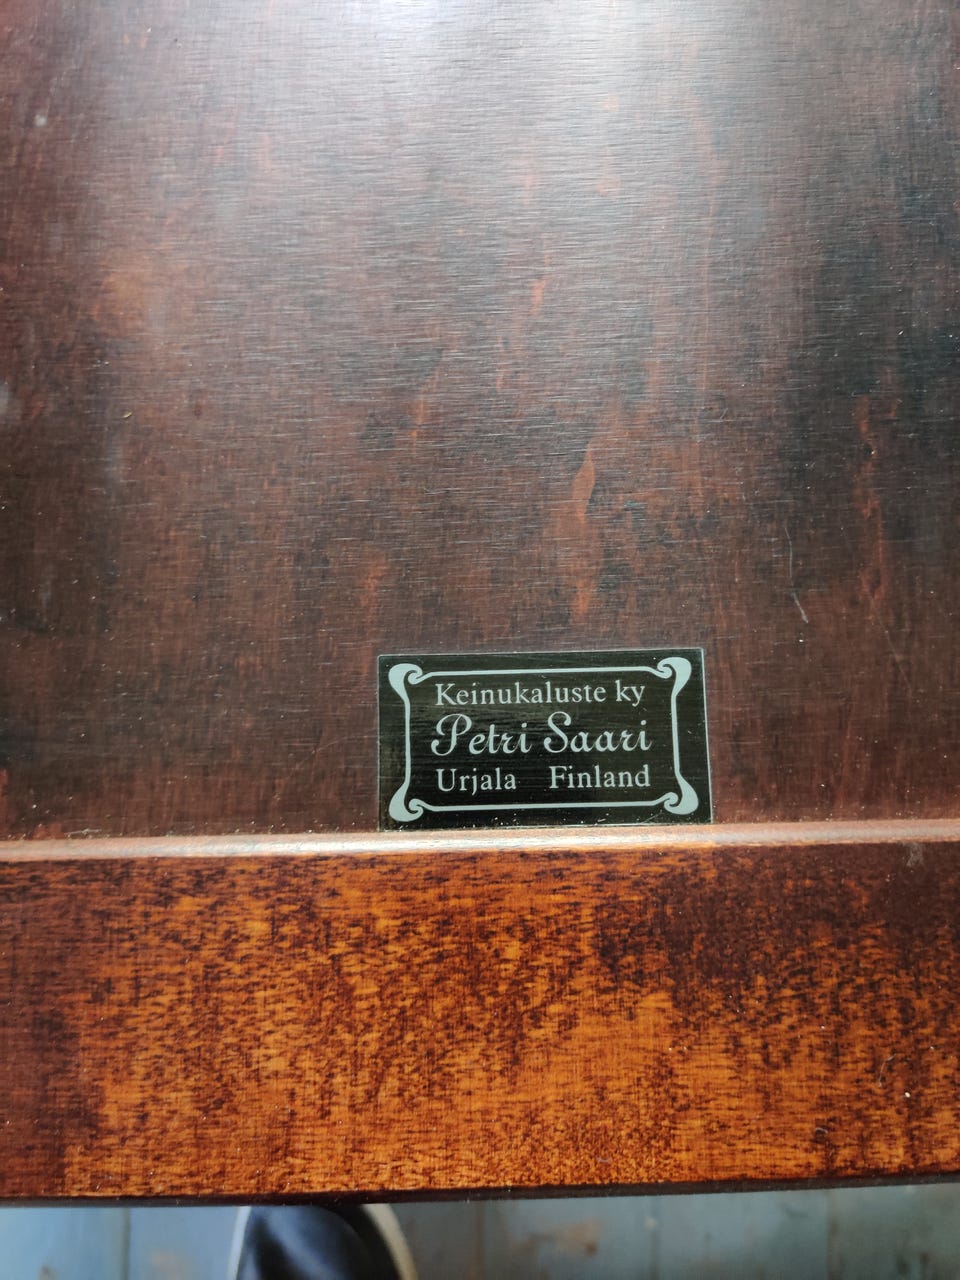 Keinukaluste ky
Petri Saari
Urjala Finland